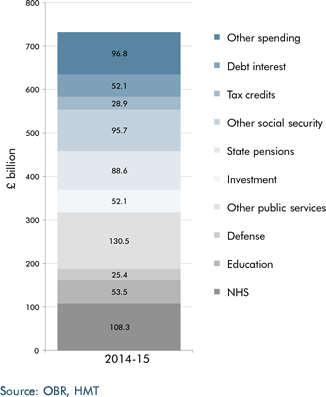 800
700
600
500
400
300
200
100
0
£ billion
96.8
52.1
28.9
95.7
88.6
52.1
130.5
25.4
53.5
108.3
2014-15
Other spending
Debt interest
Tax credits
Other social security
State pensions
Investment
Other public services
Defense
Education
NHS
Source: OBR, HMT